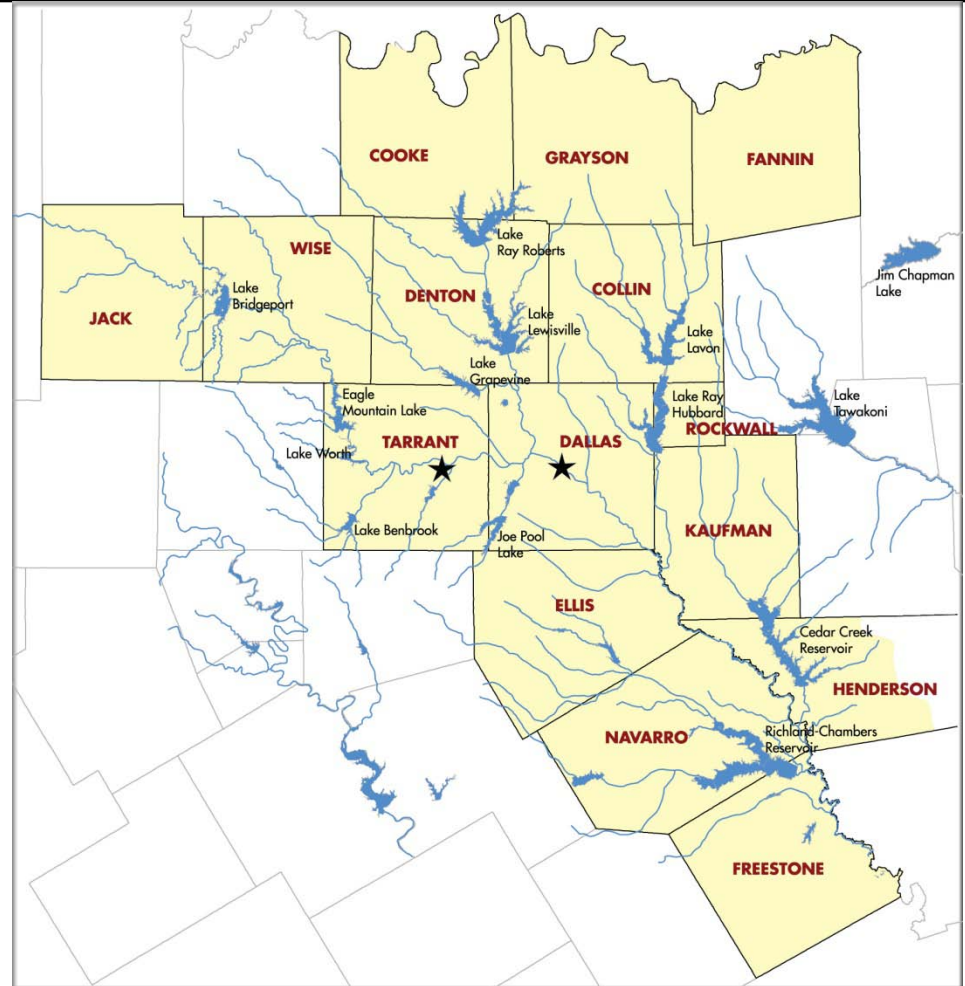 COOKE
GRAYSON
FANNIN
WISE
Lake
Ray Roberts
Jim Chapman
Lake
JACK
Lake
Bridgeport
DENTON
COLLIN
Lake
Lewisville
Lake
Lavon
Lake
Grapevine
Eagle
Mountain Lake
Lake Ray
Hubbard
Lake
Tawakoni
TARRANT
DALLAS
ROCKWALL
Lake Worth
Lake Benbrook
Joe Pool
Lake
KAUFMAN
ELLIS
Cedar Creek
Reservoir
HENDERSON
NAVARRO
Richland-Chambers
Reservoir
FREESTONE